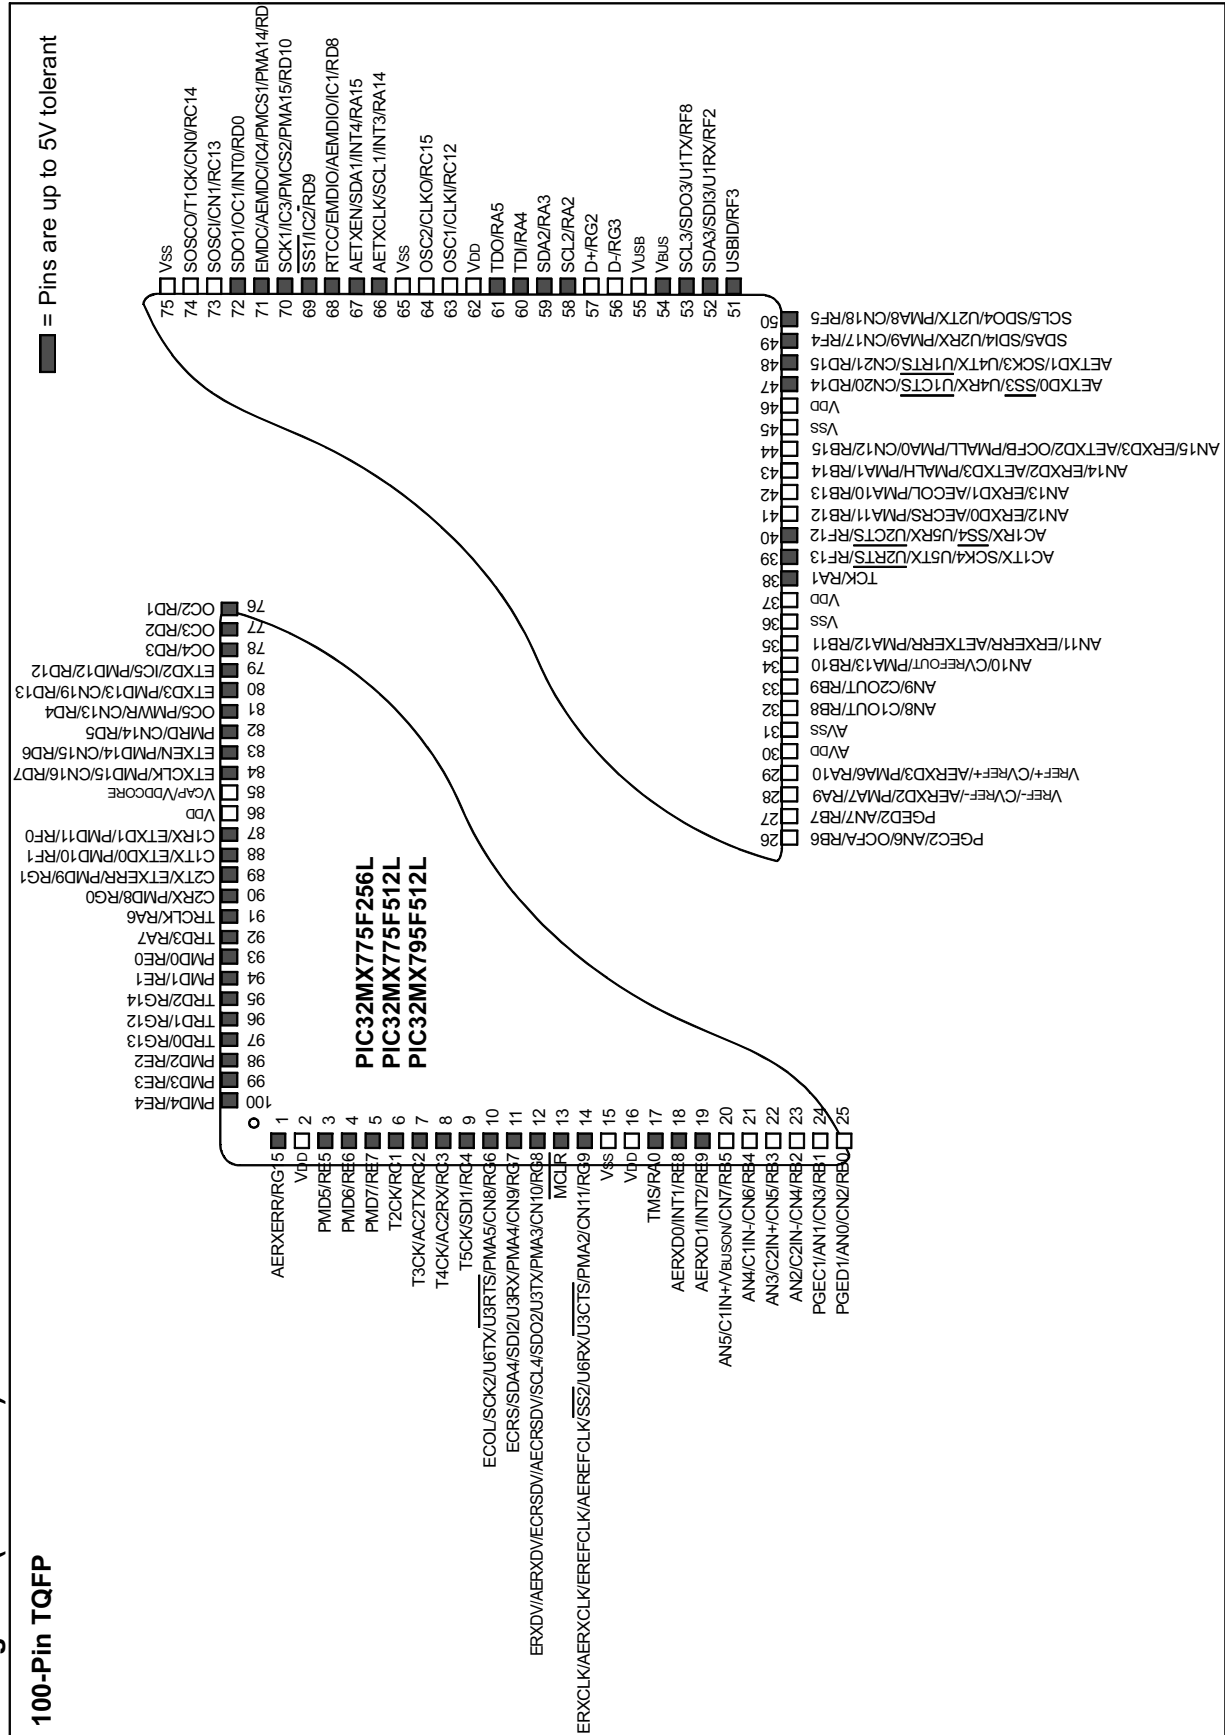 100-Pin TQFP
= Pins are up to 5V tolerant
PIC32MX775F256L
PIC32MX775F512L
PIC32MX795F512L
AERXERR/RG15 1
VDD 2
PMD5/RE5 3
PMD6/RE6 4
PMD7/RE7 5
T2CK/RC1 6
T3CK/AC2TX/RC2 7
T4CK/AC2RX/RC3 8
T5CK/SDI1/RC4 9
ECOL/SCK2/U6TX/U3RTS/PMA5/CN8/RG6 10
ECRS/SDA4/SDI2/U3RX/PMA4/CN9/RG7 11
ERXDV/AERXDV/ECRSDV/AECRSDV/SCL4/SDO2/U3TX/PMA3/CN10/RG8 12
MCLR 13
ERXCLK/AERXCLK/EREFCLK/AEREFCLK/SS2/U6RX/U3CTS/PMA2/CN11/RG9 14
VSS 15
VDD 16
TMS/RA0 17
AERXD0/INT1/RE8 18
AERXD1/INT2/RE9 19
AN5/C1IN+/VBUSON/CN7/RB5 20
AN4/C1IN-/CN6/RB4 21
AN3/C2IN+/CN5/RB3 22
AN2/C2IN-/CN4/RB2 23
PGEC1/AN1/CN3/RB1 24
PGED1/AN0/CN2/RB0 25
26 PGEC2/AN6/OCFA/RB6
27 PGED2/AN7/RB7
28 VREF-/CVREF-/AERXD2/PMA7/RA9
29 VREF+/CVREF+/AERXD3/PMA6/RA10
30 AVDD
31 AVSS
32 AN8/C1OUT/RB8
33 AN9/C2OUT/RB9
34 AN10/CVREFOUT/PMA13/RB10
35 AN11/ERXERR/AETXERR/PMA12/RB11
36 VSS
37 VDD
38 TCK/RA1
39 AC1TX/SCK4/U5TX/U2RTS/RF13
40 AC1RX/SS4/U5RX/U2CTS/RF12
41 AN12/ERXD0/AECRS/PMA11/RB12
42 AN13/ERXD1/AECOL/PMA10/RB13
43 AN14/ERXD2/AETXD3/PMALH/PMA1/RB14
44 AN15/ERXD3/AETXD2/OCFB/PMALL/PMA0/CN12/RB15
45 VSS
46 VDD
47 AETXD0/SS3/U4RX/U1CTS/CN20/RD14
48 AETXD1/SCK3/U4TX/U1RTS/CN21/RD15
49 SDA5/SDI4/U2RX/PMA9/CN17/RF4
50 SCL5/SDO4/U2TX/PMA8/CN18/RF5
75 VSS
74 SOSCO/T1CK/CN0/RC14
73 SOSCI/CN1/RC13
72 SDO1/OC1/INT0/RD0
71 EMDC/AEMDC/IC4/PMCS1/PMA14/RD
70 SCK1/IC3/PMCS2/PMA15/RD10
69 SS1/IC2/RD9
68 RTCC/EMDIO/AEMDIO/IC1/RD8
67 AETXEN/SDA1/INT4/RA15
66 AETXCLK/SCL1/INT3/RA14
65 VSS
64 OSC2/CLKO/RC15
63 OSC1/CLKI/RC12
62 VDD
61 TDO/RA5
60 TDI/RA4
59 SDA2/RA3
58 SCL2/RA2
57 D+/RG2
56 D-/RG3
55 VUSB
54 VBUS
53 SCL3/SDO3/U1TX/RF8
52 SDA3/SDI3/U1RX/RF2
51 USBID/RF3
OC2/RD1 76
OC3/RD2 77
OC4/RD3 78
ETXD2/IC5/PMD12/RD12 79
ETXD3/PMD13/CN19/RD13 80
OC5/PMWR/CN13/RD4 81
PMRD/CN14/RD5 82
ETXEN/PMD14/CN15/RD6 83
ETXCLK/PMD15/CN16/RD7 84
VCAP/VDDCORE 85
VDD 86
C1RX/ETXD1/PMD11/RF0 87
C1TX/ETXD0/PMD10/RF1 88
C2TX/ETXERR/PMD9/RG1 89
C2RX/PMD8/RG0 90
TRCLK/RA6 91
TRD3/RA7 92
PMD0/RE0 93
PMD1/RE1 94
TRD2/RG14 95
TRD1/RG12 96
TRD0/RG13 97
PMD2/RE2 98
PMD3/RE3 99
PMD4/RE4 100